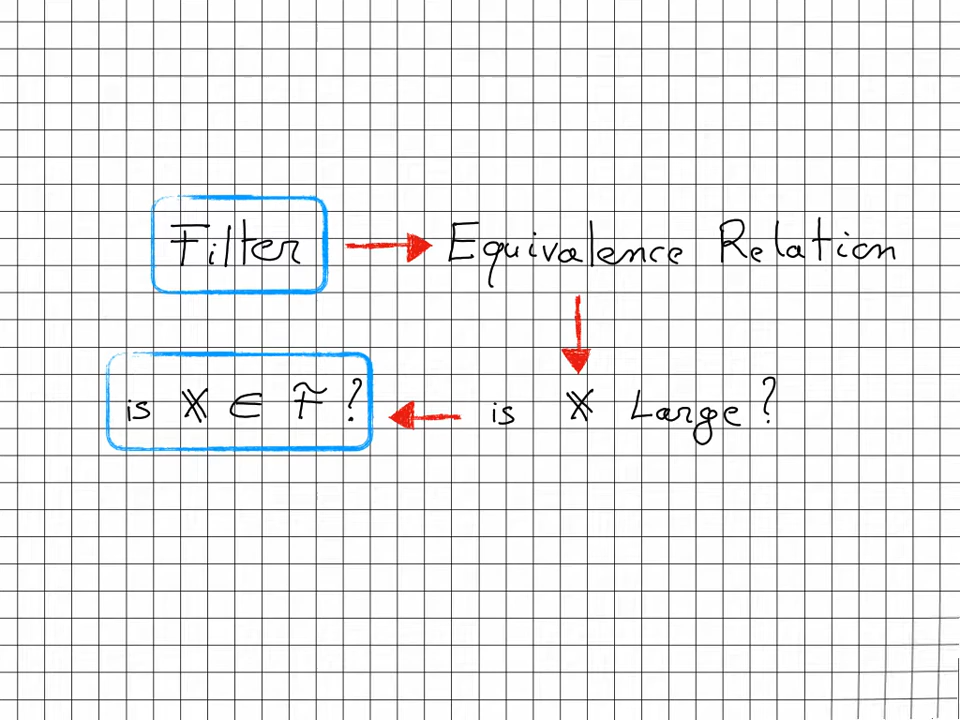 Filter → Equivalence Relation
is X ∈ F ? ← is X Large?